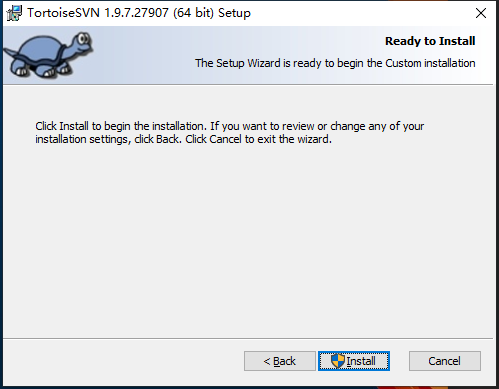 TortoiseSVN 1.9.7.27907 (64 bit) Setup
Ready to Install
The Setup Wizard is ready to begin the Custom installation
Click Install to begin the installation. If you want to review or change any of your
installation settings, click Back. Click Cancel to exit the wizard.
< Back
Install
Cancel